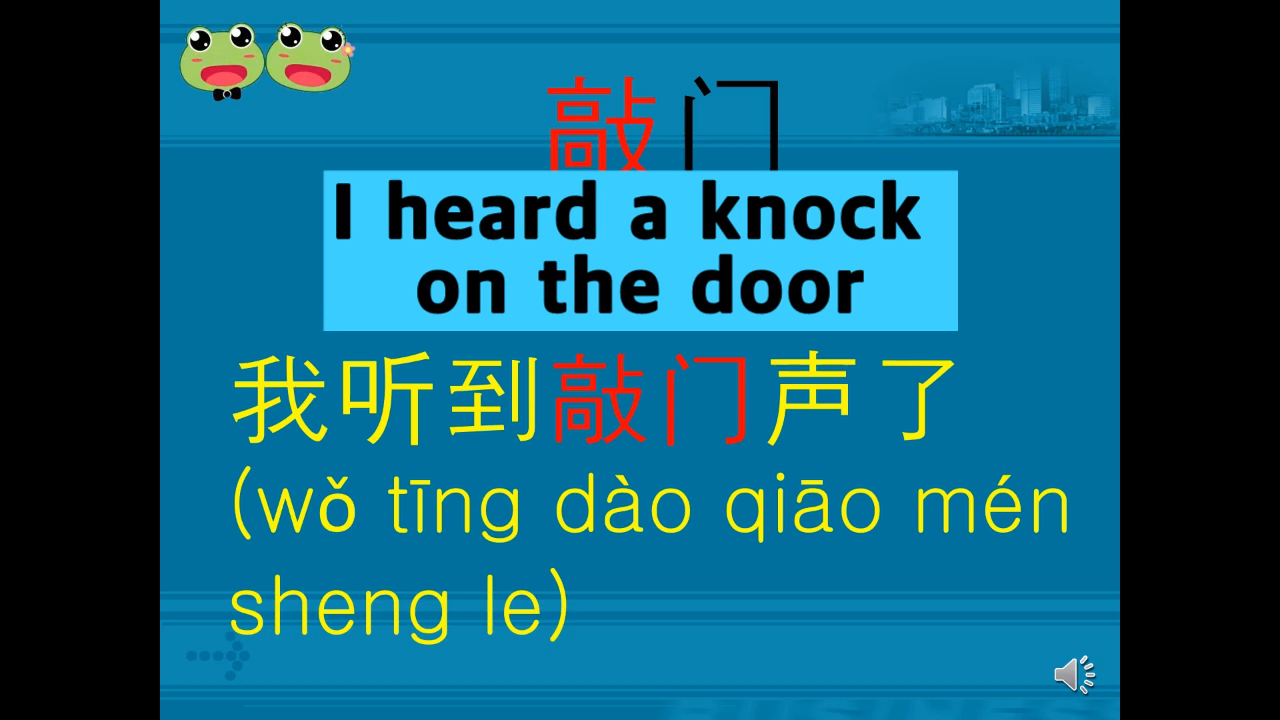 敲门
I heard a knock
on the door
我听到敲门声了
(wǒ tīng dào qiāo mén
sheng le)